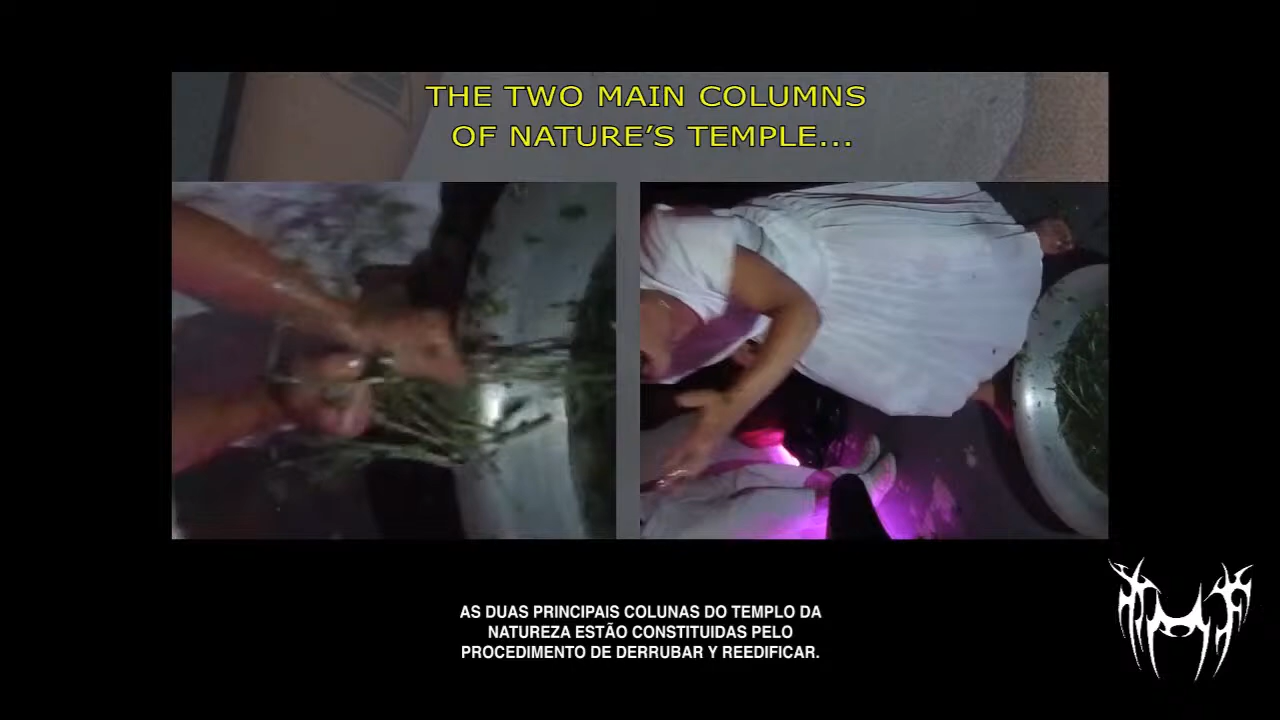 THE TWO MAIN COLUMNS
OF NATURE’S TEMPLE...
AS DUAS PRINCIPAIS COLUNAS DO TEMPLO DA
NATUREZA ESTÃO CONSTITUIDAS PELO
PROCEDIMENTO DE DERRUBAR Y REEDIFICAR.